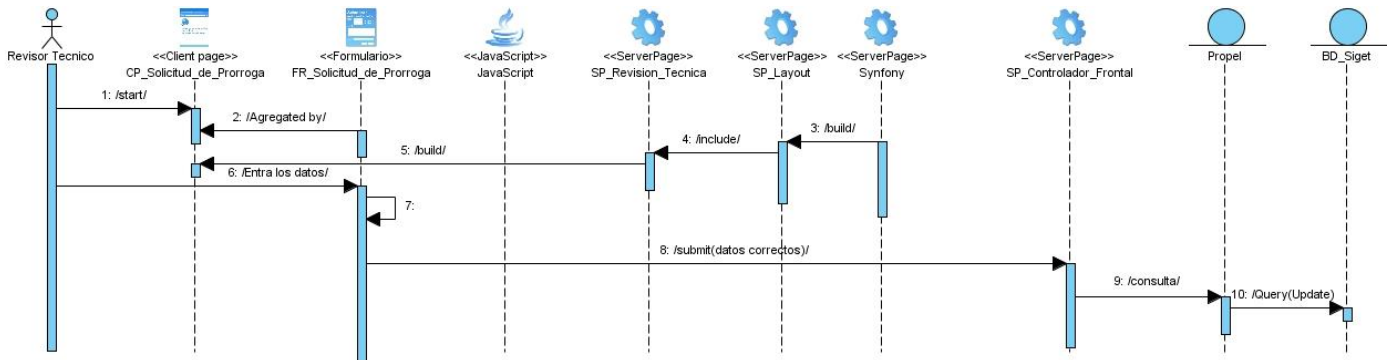 Revisor Tecnico
<<Client page>>
CP_Solicitud_de_Prorroga
<<Formulario>>
FR_Solicitud_de_Prorroga
<<JavaScript>>
JavaScript
<<ServerPage>>
SP_Revision_Tecnica
<<ServerPage>>
SP_Layout
<<ServerPage>>
Synfony
<<ServerPage>>
SP_Controlador_Frontal
Propel
BD_Siget
1: /start/
2: /Agregated by/
3: /build/
4: /include/
5: /build/
6: /Entra los datos/
7:
8: /submit(datos correctos)/
9: /consulta/
10: /Query(Update)